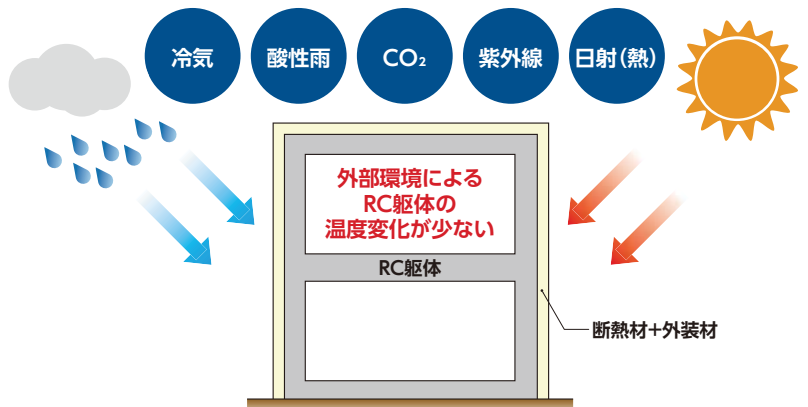 冷気
酸性雨
CO₂
紫外線
日射(熱)
外部環境による
RC躯体の
温度変化が少ない
RC躯体
断熱材+外装材